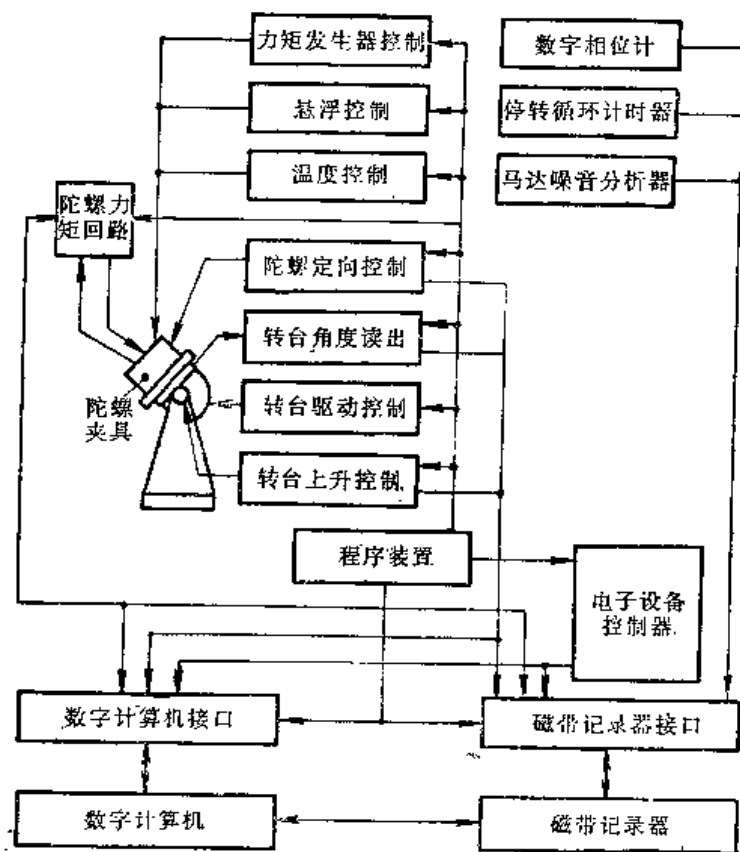 力矩发生器控制
数字相位计
悬浮控制
停转循环计时器
温度控制
马达噪音分析器
陀螺力
矩回路
陀螺定向控制
转台角度读出
陀螺
夹具
转台驱动控制
转台上升控制
程序装置
电子设备
控制器
数字计算机接口
磁带记录器接口
数字计算机
磁带记录器